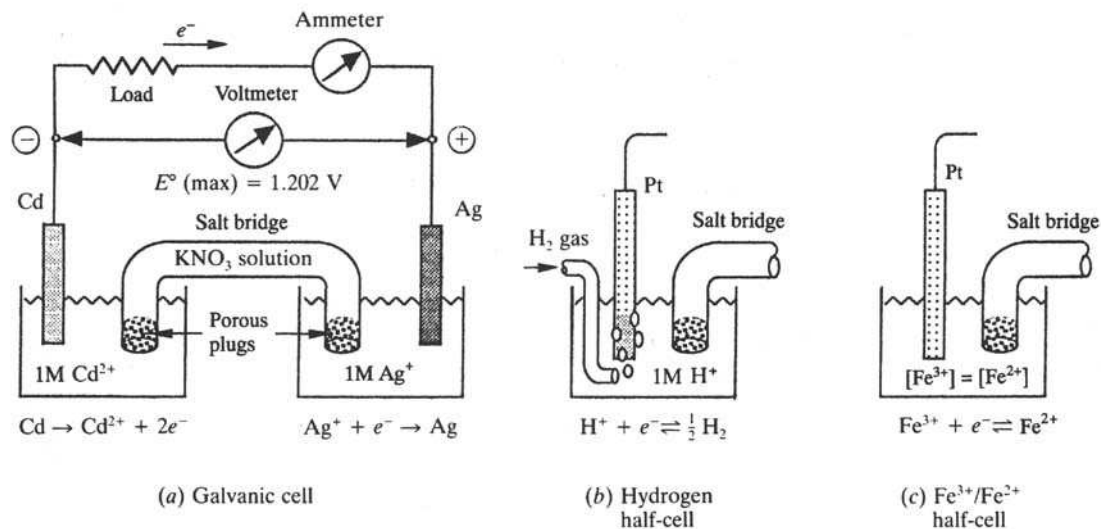 Ammeter
e⁻
Load
Voltmeter
−
+
E° (max) = 1.202 V
Cd
Ag
Salt bridge
KNO₃ solution
Porous
plugs
1M Cd²⁺
1M Ag⁺
Cd → Cd²⁺ + 2e⁻
Ag⁺ + e⁻ → Ag
(a) Galvanic cell
Pt
H₂ gas
Salt bridge
1M H⁺
H⁺ + e⁻ ⇌ ½ H₂
(b) Hydrogen
half-cell
Pt
Salt bridge
[Fe³⁺] = [Fe²⁺]
Fe³⁺ + e⁻ ⇌ Fe²⁺
(c) Fe³⁺/Fe²⁺
half-cell